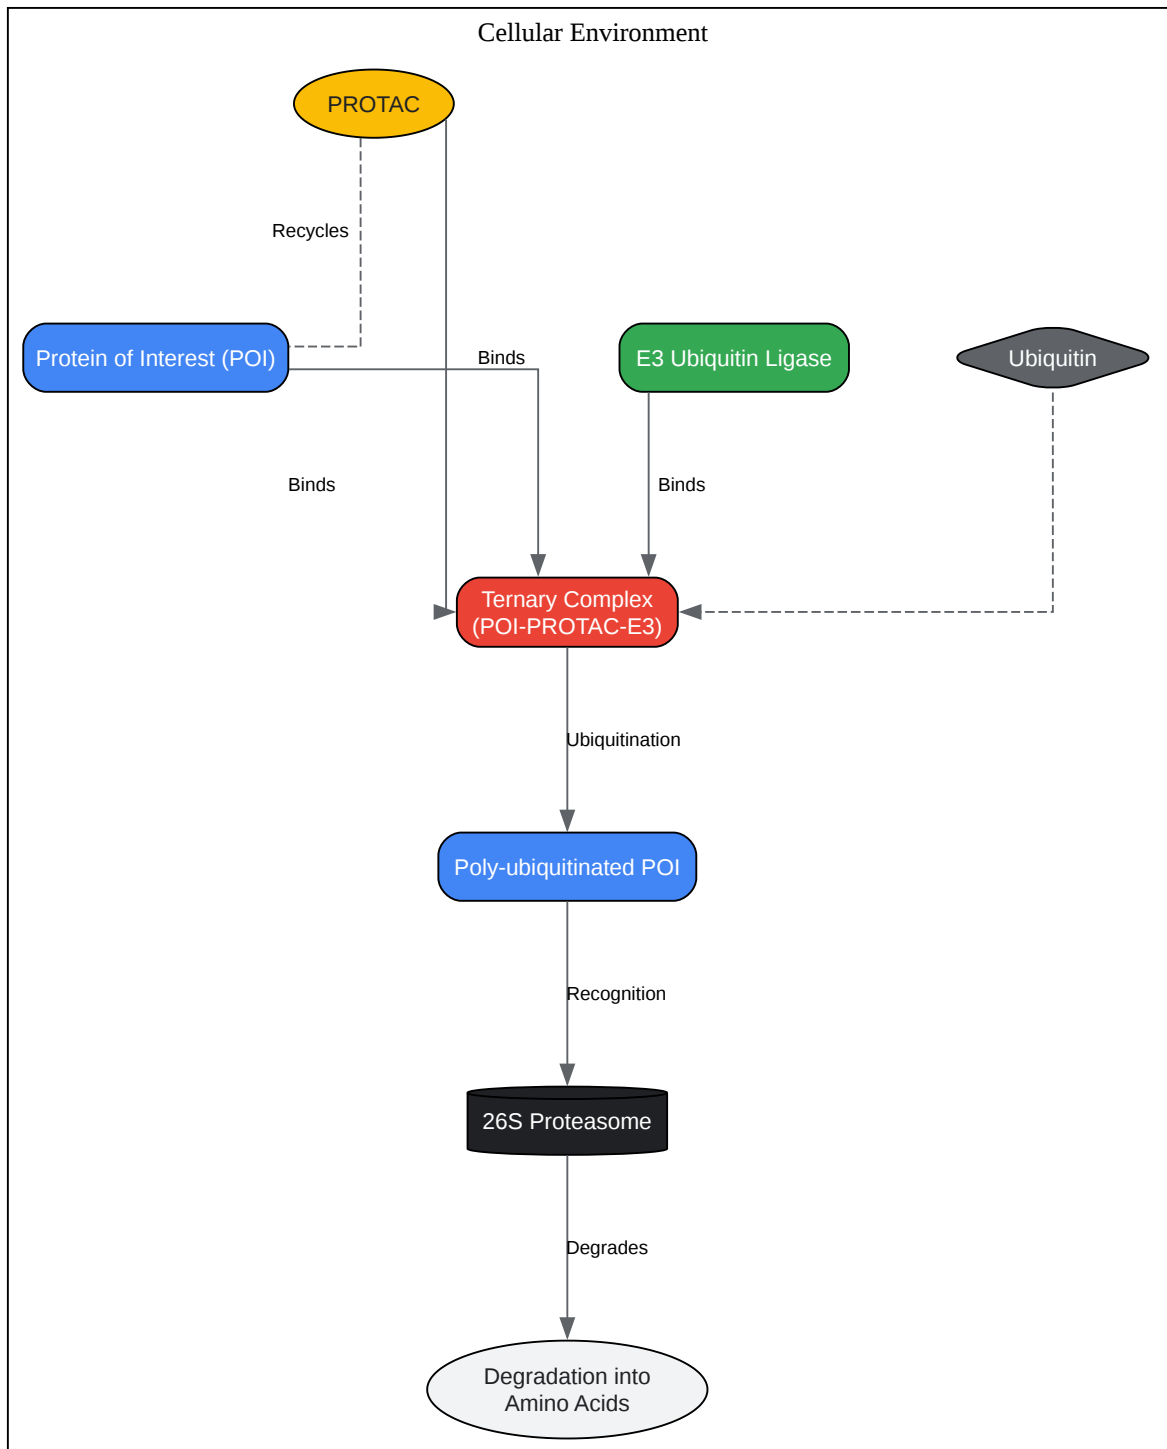 Cellular Environment
PROTAC
Recycles
Protein of Interest (POI)
Binds
E3 Ubiquitin Ligase
Ubiquitin
Binds
Binds
Ternary Complex
(POI-PROTAC-E3)
Ubiquitination
Poly-ubiquitinated POI
Recognition
26S Proteasome
Degrades
Degradation into
Amino Acids